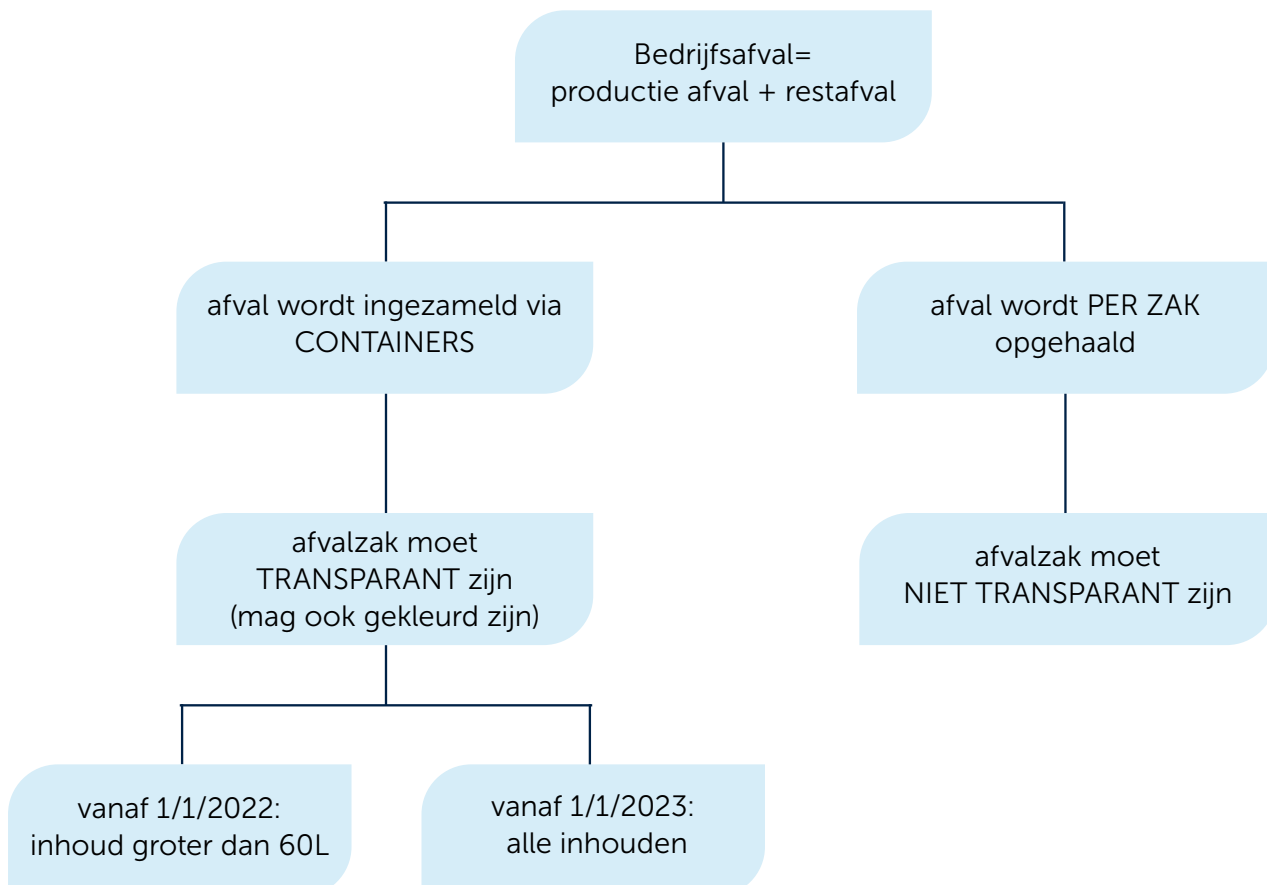 Bedrijfsafval=
productie afval + restafval
afval wordt ingezameld via
CONTAINERS
afval wordt PER ZAK
opgehaald
afvalzak moet
TRANSPARANT zijn
(mag ook gekleurd zijn)
afvalzak moet
NIET TRANSPARANT zijn
vanaf 1/1/2022:
inhoud groter dan 60L
vanaf 1/1/2023:
alle inhouden